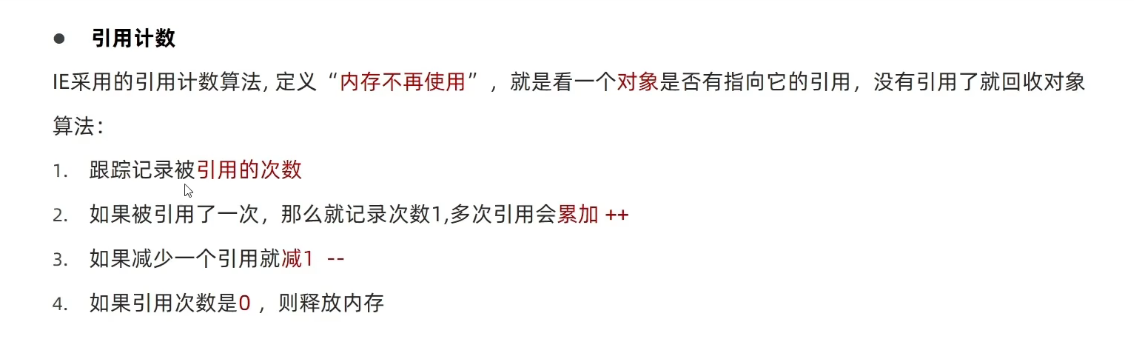 ● 引用计数
IE采用的引用计数算法, 定义“内存不再使用”，就是看一个对象是否有指向它的引用，没有引用了就回收对象
算法：
1. 跟踪记录被引用的次数
2. 如果被引用了一次，那么就记录次数1,多次引用会累加 ++
3. 如果减少一个引用就减1 --
4. 如果引用次数是0 ，则释放内存